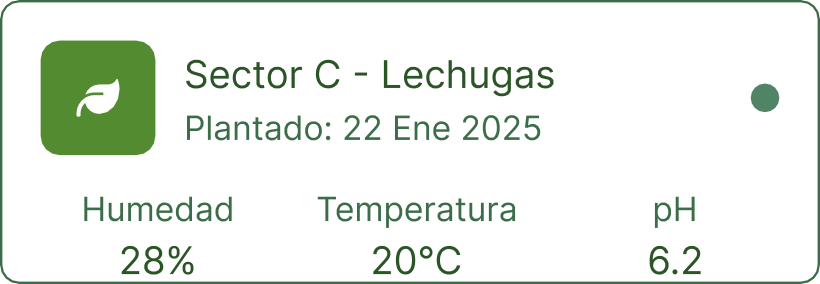 Sector C - Lechugas
Plantado: 22 Ene 2025
Humedad Temperatura pH
28% 20°C 6.2